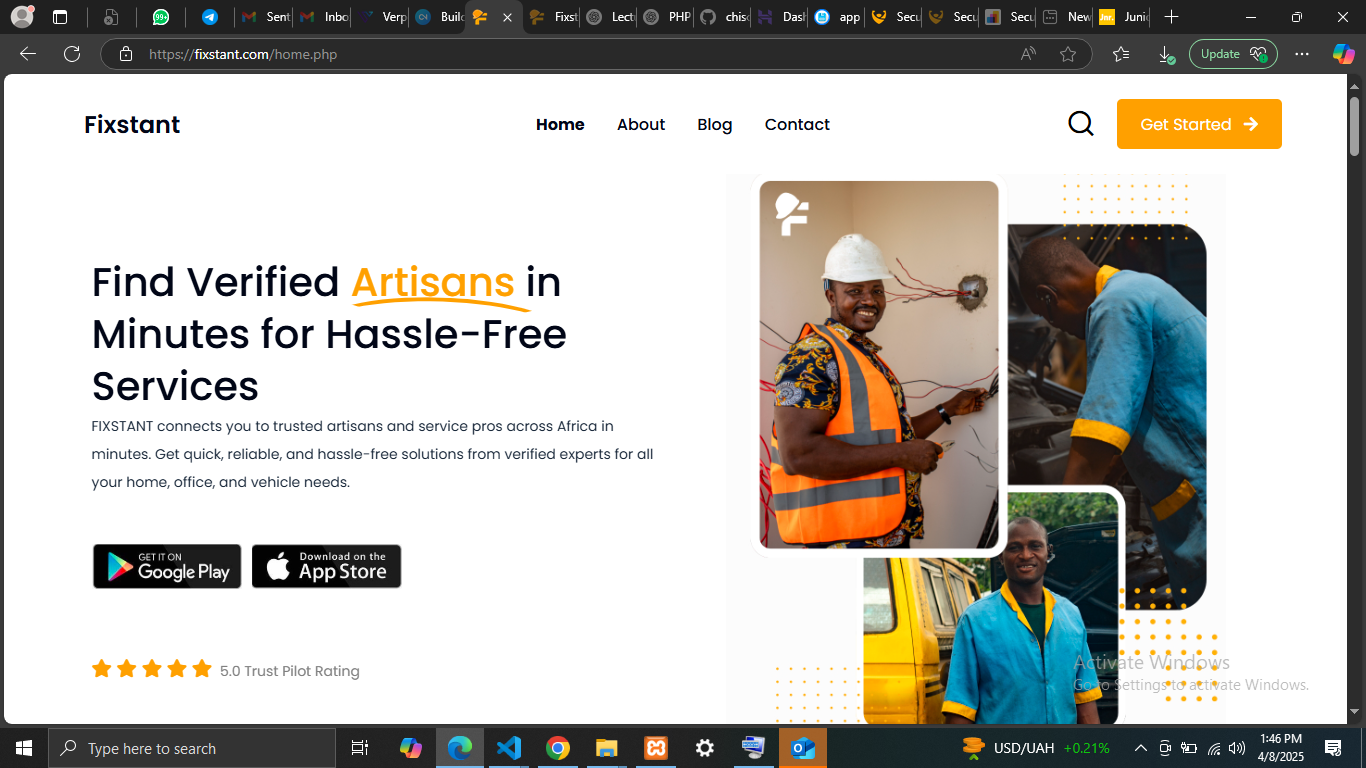 99+
Sent
Inbo
Verp
Build
Fixst
Lect
PHP
chisc
Dash
app
Secu
Secu
Secu
New
Jnr.
Junic
https://fixstant.com/home.php
Update
Fixstant
Home
About
Blog
Contact
Get Started
Find Verified Artisans in
Minutes for Hassle-Free
Services
FIXSTANT connects you to trusted artisans and service pros across Africa in
minutes. Get quick, reliable, and hassle-free solutions from verified experts for all
your home, office, and vehicle needs.
GET IT ON
Google Play
Download on the
App Store
5.0 Trust Pilot Rating
Activate Windows
Go to Settings to activate Windows.
Type here to search
USD/UAH +0.21%
1:46 PM
4/8/2025